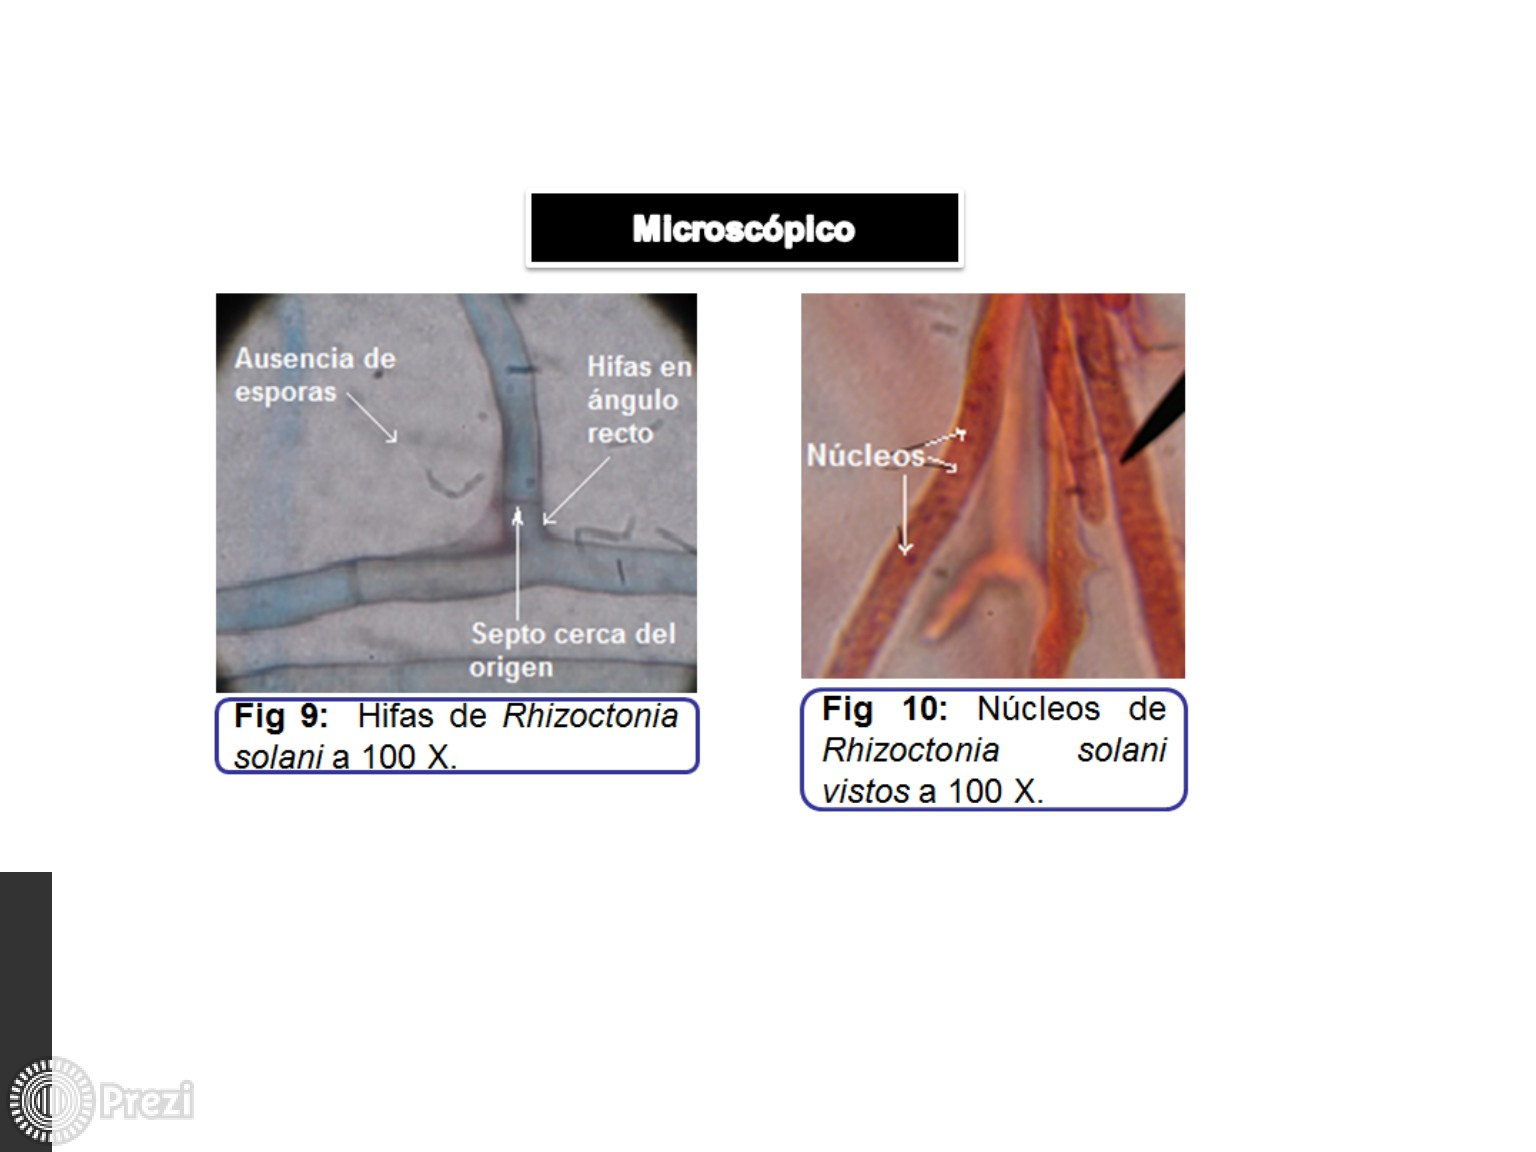 Microscópico
Ausencia de
esporas
Hifas en
ángulo
recto
Septo cerca del
origen
Fig 9: Hifas de Rhizoctonia
solani a 100 X.
Núcleos
Fig 10: Núcleos de
Rhizoctonia solani
vistos a 100 X.
Prezi